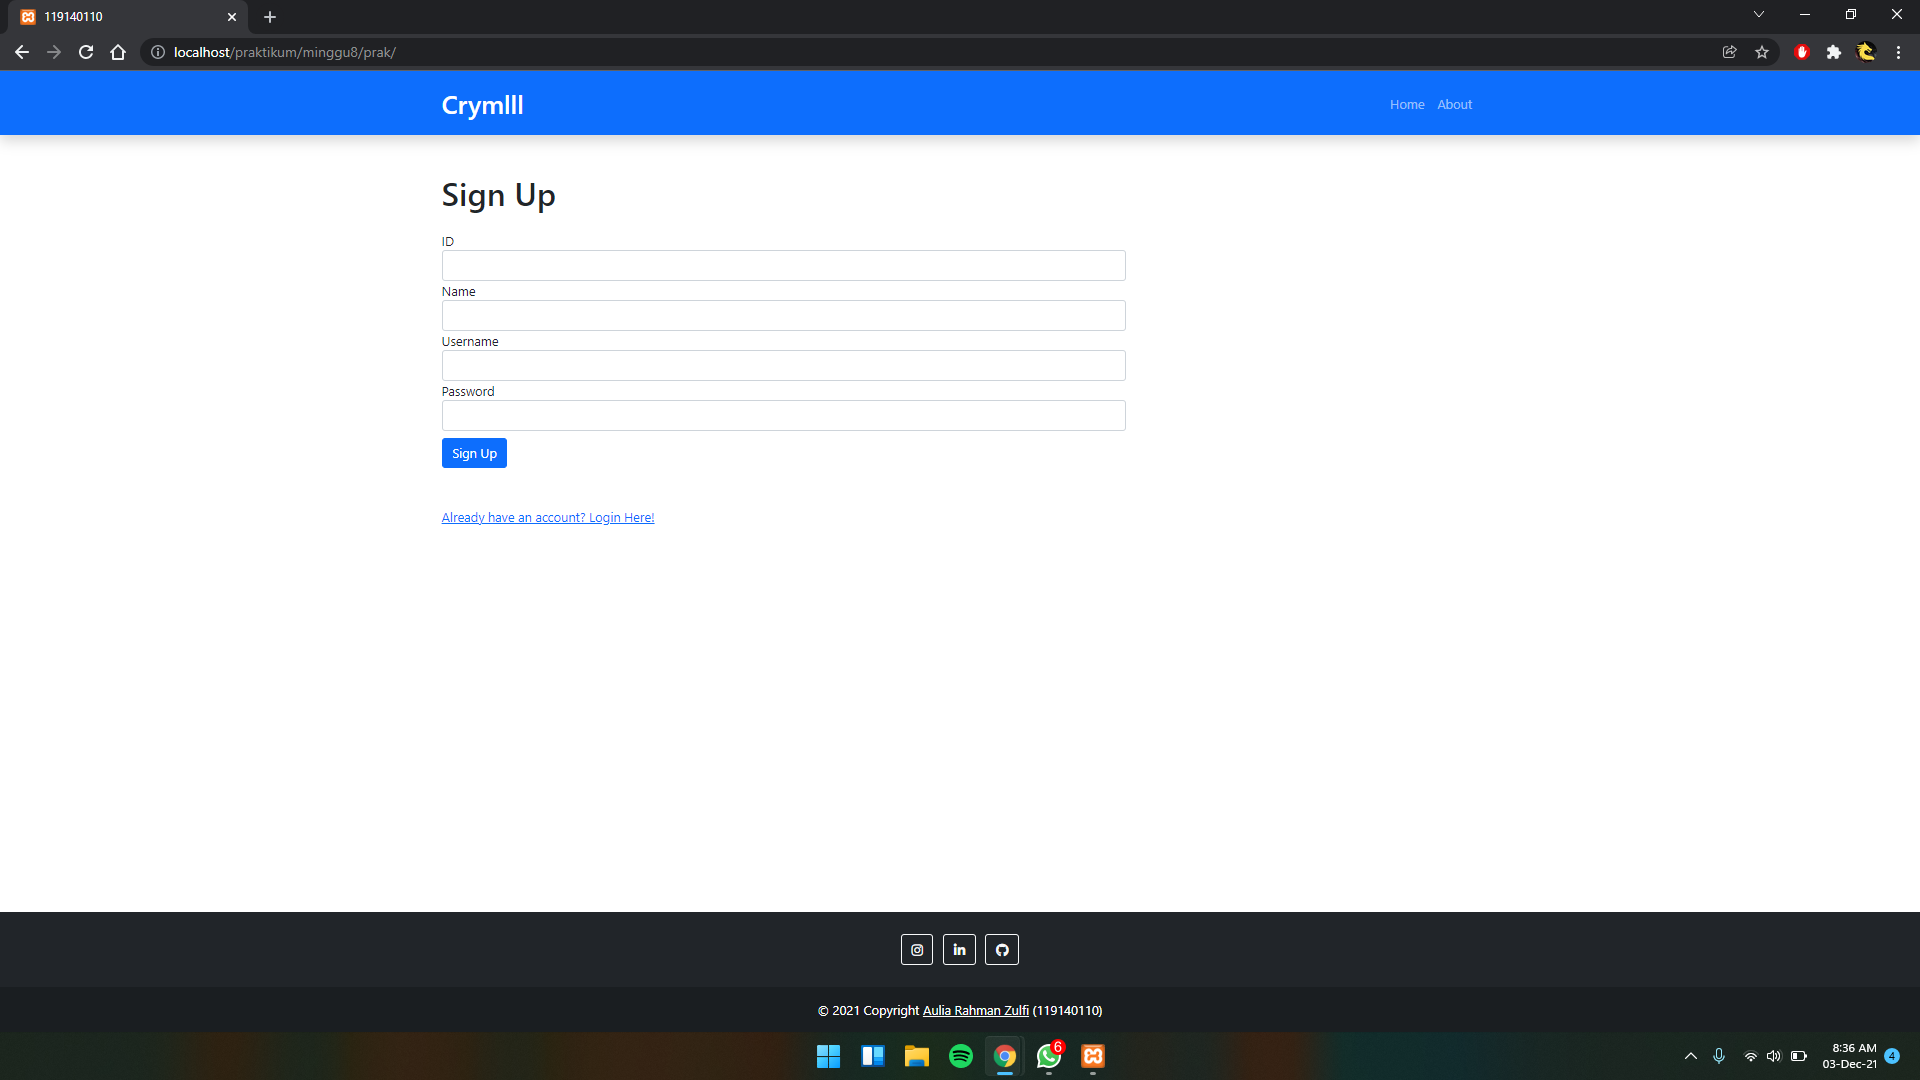 119140110
localhost/praktikum/minggu8/prak/
Crymlll
Home About
Sign Up
ID
Name
Username
Password
Sign Up
Already have an account? Login Here!
© 2021 Copyright Aulia Rahman Zulfi (119140110)
6
8:36 AM
03-Dec-21
4